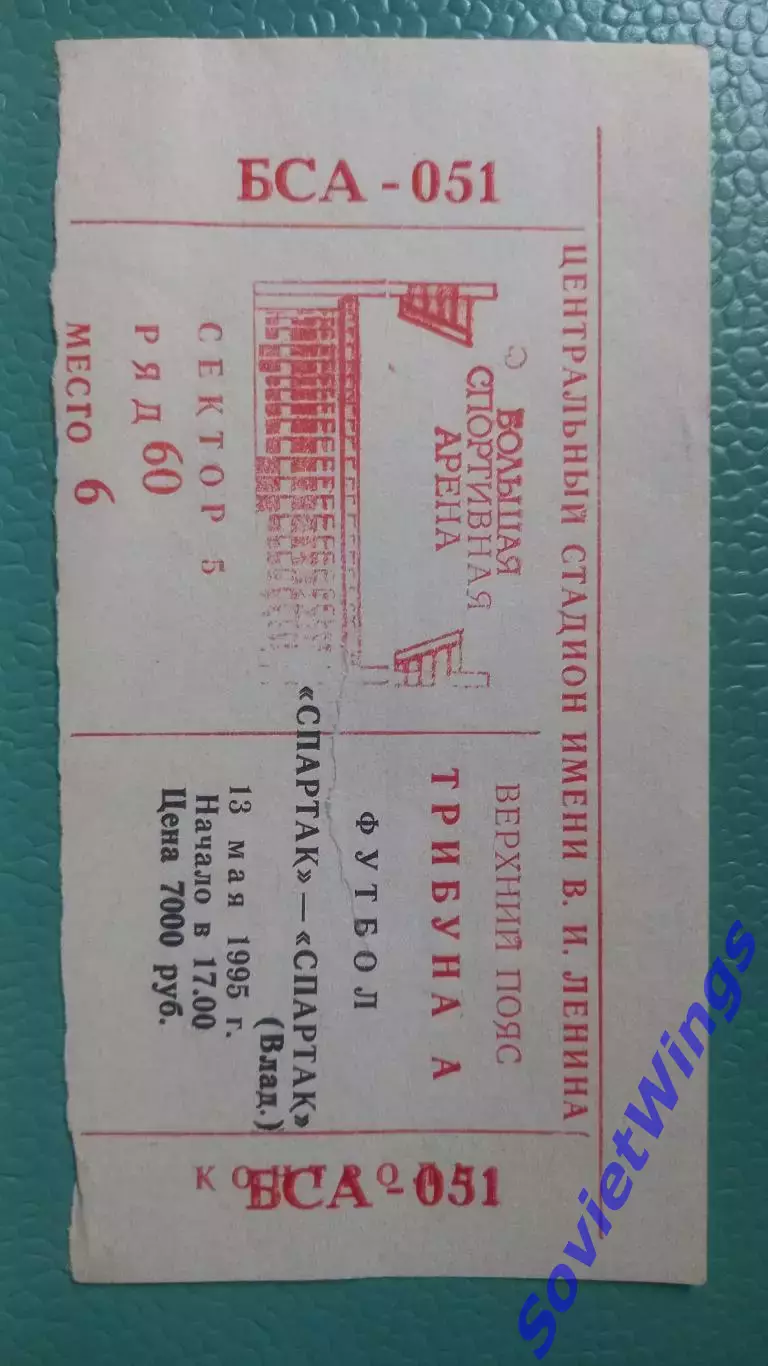 БСА - 051
ЦЕНТРАЛЬНЫЙ СТАДИОН ИМЕНИ В. И. ЛЕНИНА
БОЛЬШАЯ
СПОРТИВНАЯ
АРЕНА
СЕКТОР 5
РЯД 60
МЕСТО 6
ВЕРХНИЙ ПОЯС
ТРИБУНА А
ФУТБОЛ
«СПАРТАК»—«СПАРТАК»
(Влад.)
13 мая 1995 г.
Начало в 17.00
Цена 7000 руб.
БСА - 051
SovietWings